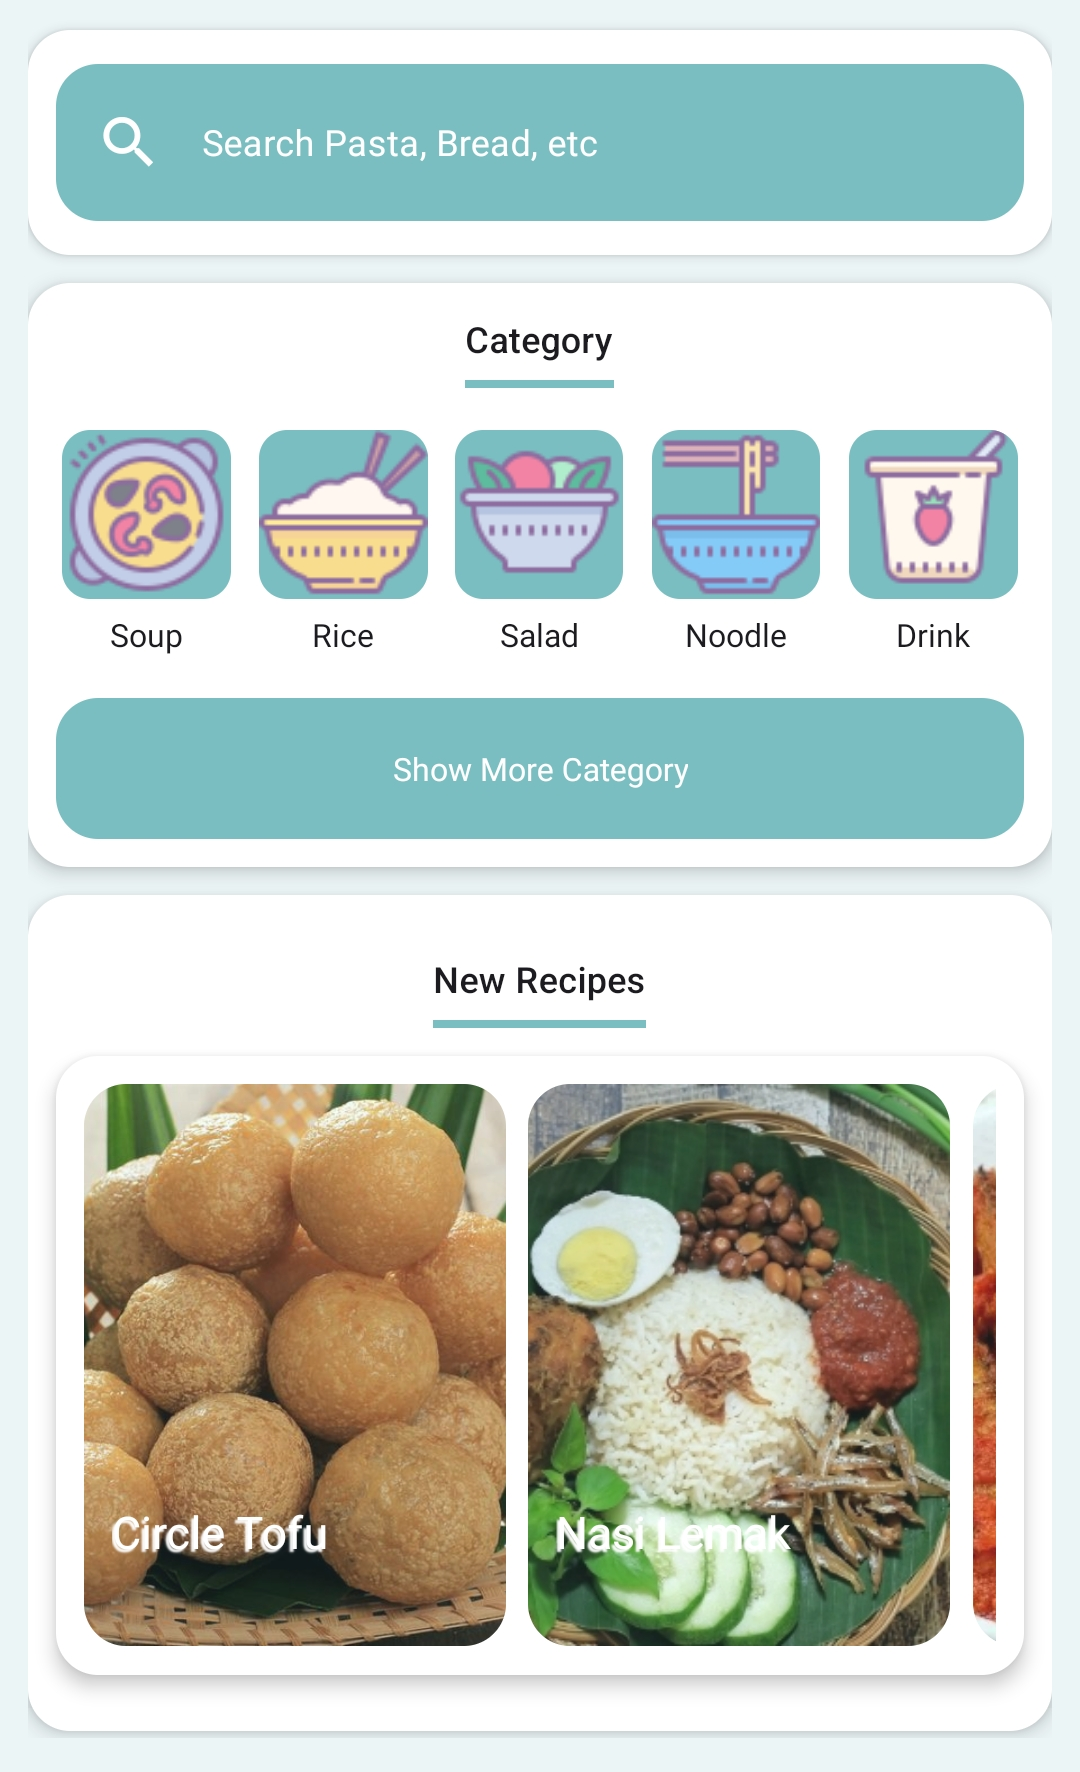 Search Pasta, Bread, etc
Category
Soup
Rice
Salad
Noodle
Drink
Show More Category
New Recipes
Circle Tofu
Nasi Lemak